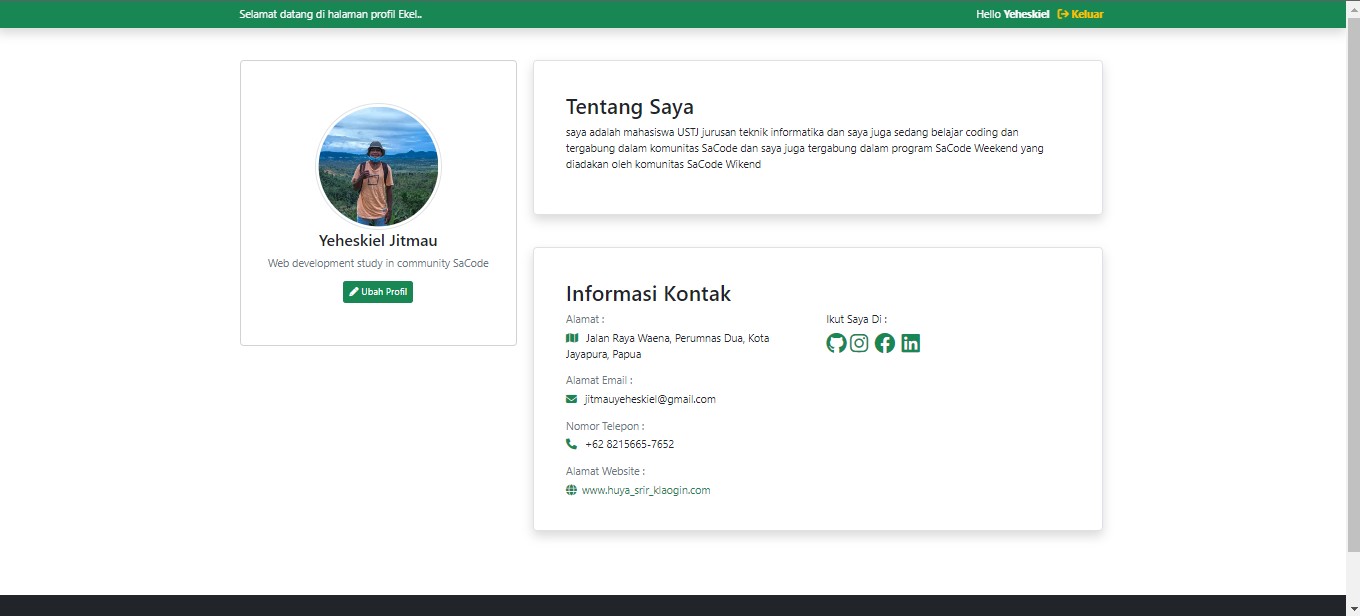 Selamat datang di halaman profil Ekel..
Hello Yeheskiel Keluar
Yeheskiel Jitmau
Web development study in community SaCode
Ubah Profil
Tentang Saya
saya adalah mahasiswa USTJ jurusan teknik informatika dan saya juga sedang belajar coding dan
tergabung dalam komunitas SaCode dan saya juga tergabung dalam program SaCode Weekend yang
diadakan oleh komunitas SaCode Wikend
Informasi Kontak
Alamat :
Jalan Raya Waena, Perumnas Dua, Kota
Jayapura, Papua
Alamat Email :
jitmauyeheskiel@gmail.com
Nomor Telepon :
+62 8215665-7652
Alamat Website :
www.huya_srir_klaogin.com
Ikut Saya Di :
in